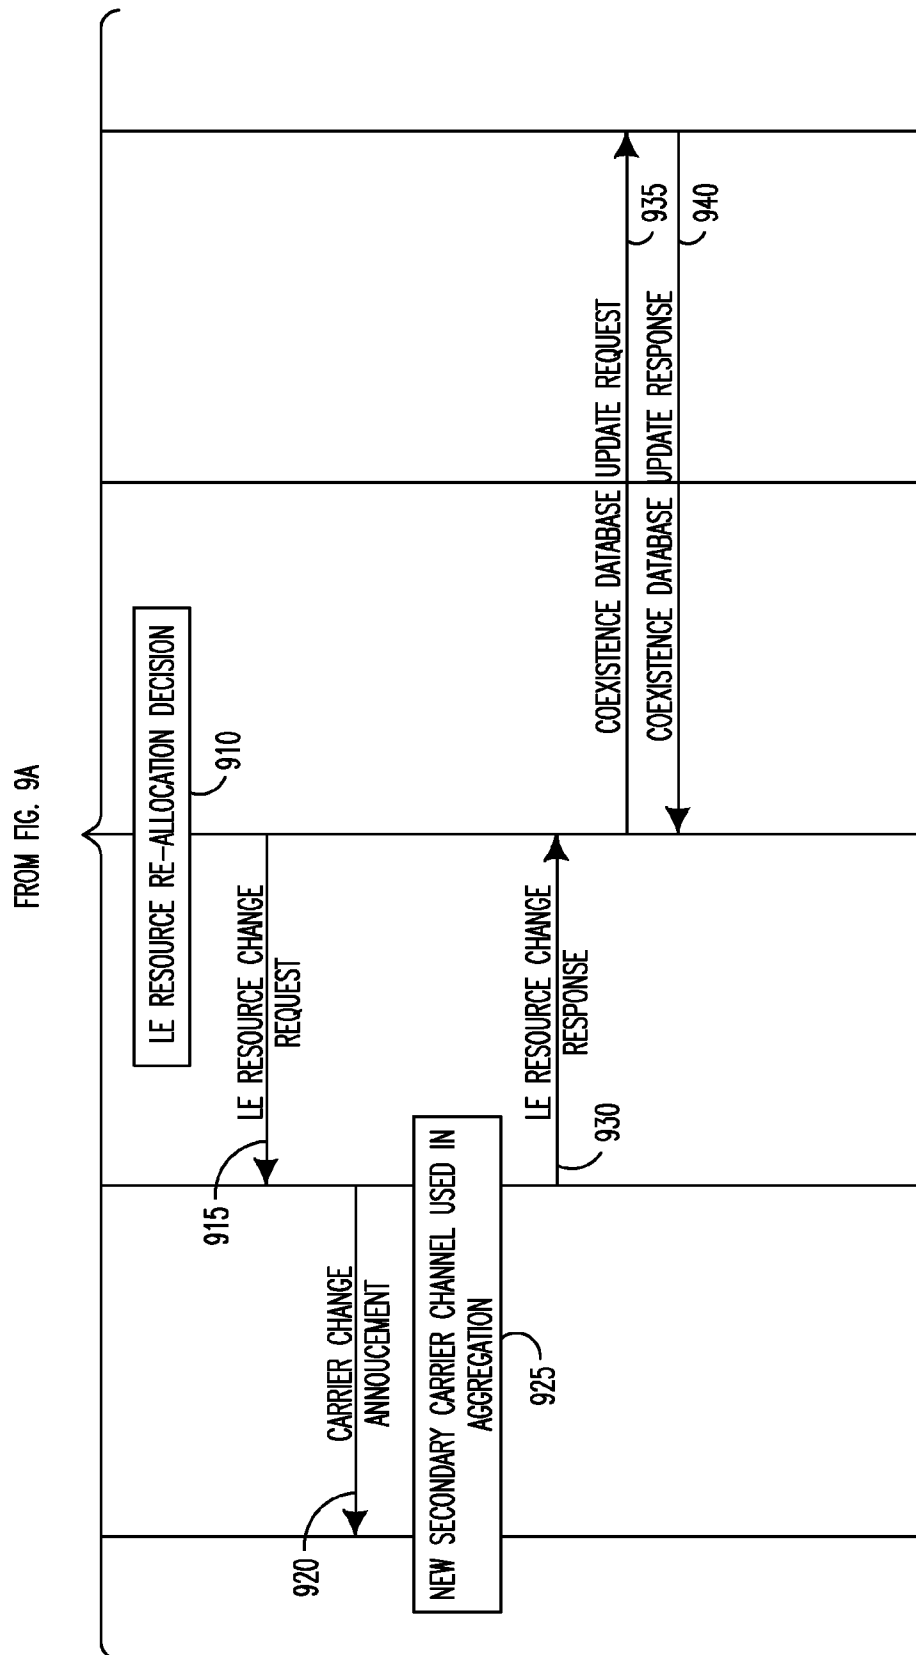 FROM FIG. 9A
LE RESOURCE RE-ALLOCATION DECISION
910
LE RESOURCE CHANGE
REQUEST
915
CARRIER CHANGE
ANNOUCEMENT
920
NEW SECONDARY CARRIER CHANNEL USED IN
AGGREGATION
925
LE RESOURCE CHANGE
RESPONSE
930
COEXISTENCE DATABASE UPDATE REQUEST
935
COEXISTENCE DATABASE UPDATE RESPONSE
940